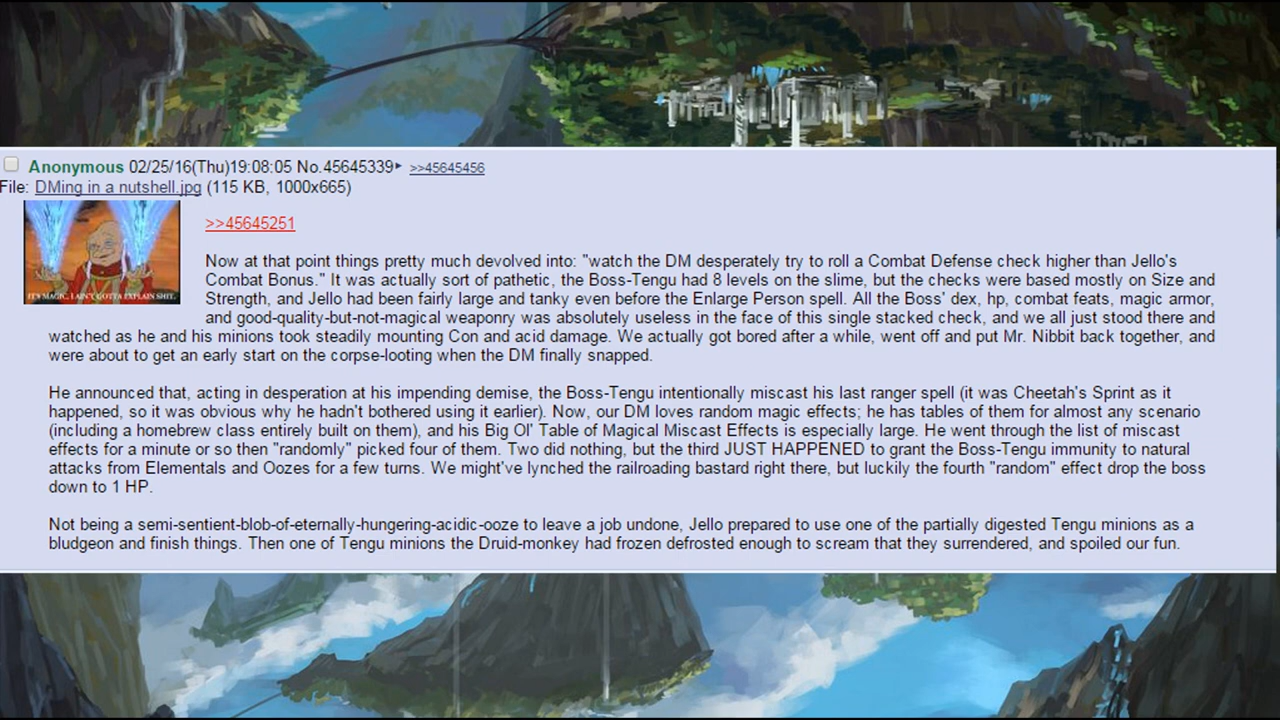 Anonymous 02/25/16(Thu)19:08:05 No.45645339▶ >>45645456
File: DMing in a nutshell.jpg (115 KB, 1000x665)
IT'S MAGIC, I AIN'T GOTTA EXPLAIN SHIT.
>>45645251
Now at that point things pretty much devolved into: "watch the DM desperately try to roll a Combat Defense check higher than Jello's
Combat Bonus." It was actually sort of pathetic, the Boss-Tengu had 8 levels on the slime, but the checks were based mostly on Size and
Strength, and Jello had been fairly large and tanky even before the Enlarge Person spell. All the Boss' dex, hp, combat feats, magic armor,
and good-quality-but-not-magical weaponry was absolutely useless in the face of this single stacked check, and we all just stood there and
watched as he and his minions took steadily mounting Con and acid damage. We actually got bored after a while, went off and put Mr. Nibbit back together, and
were about to get an early start on the corpse-looting when the DM finally snapped.
He announced that, acting in desperation at his impending demise, the Boss-Tengu intentionally miscast his last ranger spell (it was Cheetah's Sprint as it
happened, so it was obvious why he hadn't bothered using it earlier). Now, our DM loves random magic effects; he has tables of them for almost any scenario
(including a homebrew class entirely built on them), and his Big Ol' Table of Magical Miscast Effects is especially large. He went through the list of miscast
effects for a minute or so then "randomly" picked four of them. Two did nothing, but the third JUST HAPPENED to grant the Boss-Tengu immunity to natural
attacks from Elementals and Oozes for a few turns. We might've lynched the railroading bastard right there, but luckily the fourth "random" effect drop the boss
down to 1 HP.
Not being a semi-sentient-blob-of-eternally-hungering-acidic-ooze to leave a job undone, Jello prepared to use one of the partially digested Tengu minions as a
bludgeon and finish things. Then one of Tengu minions the Druid-monkey had frozen defrosted enough to scream that they surrendered, and spoiled our fun.